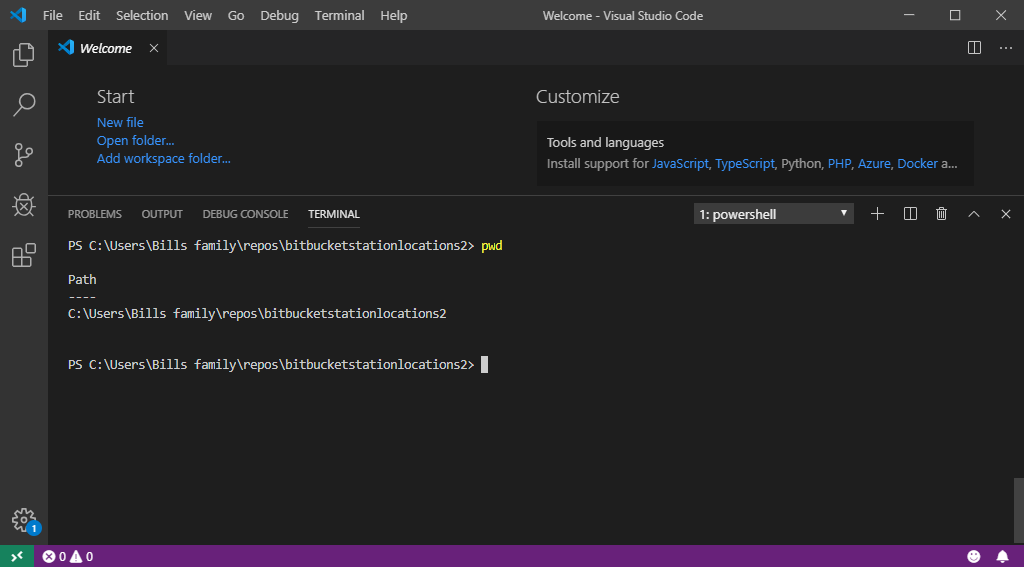 File Edit Selection View Go Debug Terminal Help Welcome - Visual Studio Code
Welcome
Start
New file
Open folder...
Add workspace folder...
Customize
Tools and languages
Install support for JavaScript, TypeScript, Python, PHP, Azure, Docker a...
PROBLEMS OUTPUT DEBUG CONSOLE TERMINAL 1: powershell
PS C:\Users\Bills family\repos\bitbucketstationlocations2> pwd
Path
----
C:\Users\Bills family\repos\bitbucketstationlocations2
PS C:\Users\Bills family\repos\bitbucketstationlocations2>
1
0 0